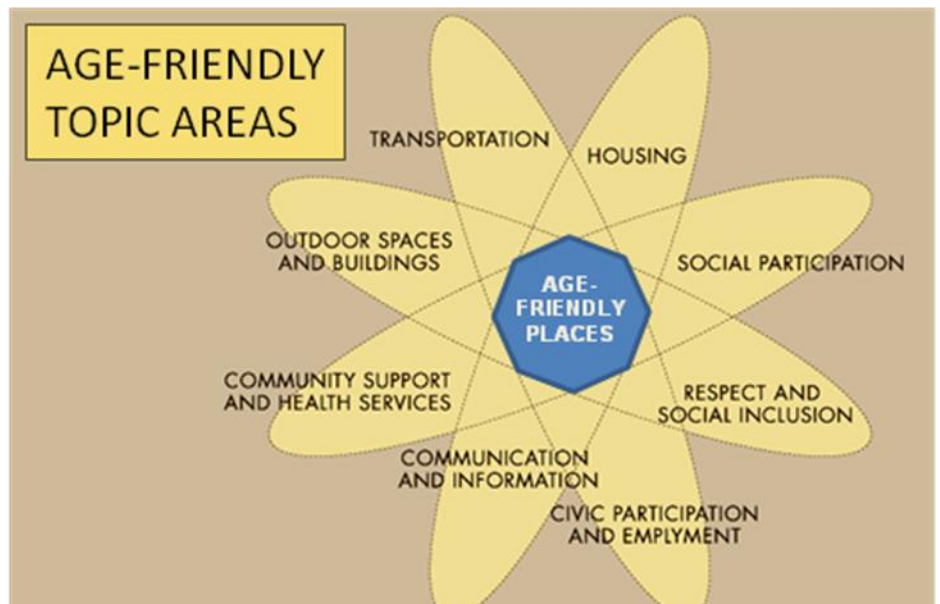 AGE-FRIENDLY
TOPIC AREAS
TRANSPORTATION
HOUSING
OUTDOOR SPACES
AND BUILDINGS
SOCIAL PARTICIPATION
AGE-
FRIENDLY
PLACES
COMMUNITY SUPPORT
AND HEALTH SERVICES
RESPECT AND
SOCIAL INCLUSION
COMMUNICATION
AND INFORMATION
CIVIC PARTICIPATION
AND EMPLYMENT